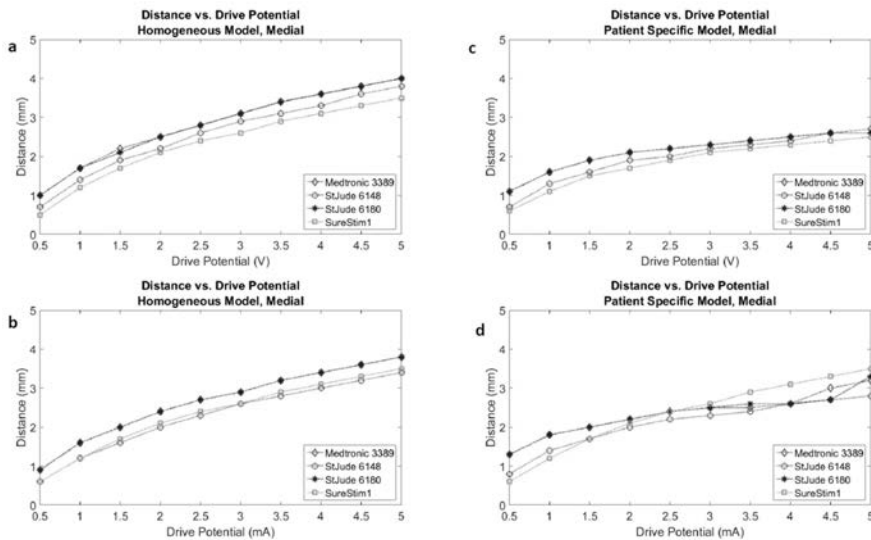 Distance vs. Drive Potential
Homogeneous Model, Medial
a
Distance (mm)
5
4
3
2
1
0
0.5 1 1.5 2 2.5 3 3.5 4 4.5 5
Drive Potential (V)
Medtronic 3389
StJude 6148
StJude 6180
SureStim1
Distance vs. Drive Potential
Patient Specific Model, Medial
c
Distance (mm)
5
4
3
2
1
0
0.5 1 1.5 2 2.5 3 3.5 4 4.5 5
Drive Potential (V)
Medtronic 3389
StJude 6148
StJude 6180
SureStim1
Distance vs. Drive Potential
Homogeneous Model, Medial
b
Distance (mm)
5
4
3
2
1
0
0.5 1 1.5 2 2.5 3 3.5 4 4.5 5
Drive Potential (mA)
Medtronic 3389
StJude 6148
StJude 6180
SureStim1
Distance vs. Drive Potential
Patient Specific Model, Medial
d
Distance (mm)
5
4
3
2
1
0
0.5 1 1.5 2 2.5 3 3.5 4 4.5 5
Drive Potential (mA)
Medtronic 3389
StJude 6148
StJude 6180
SureStim1